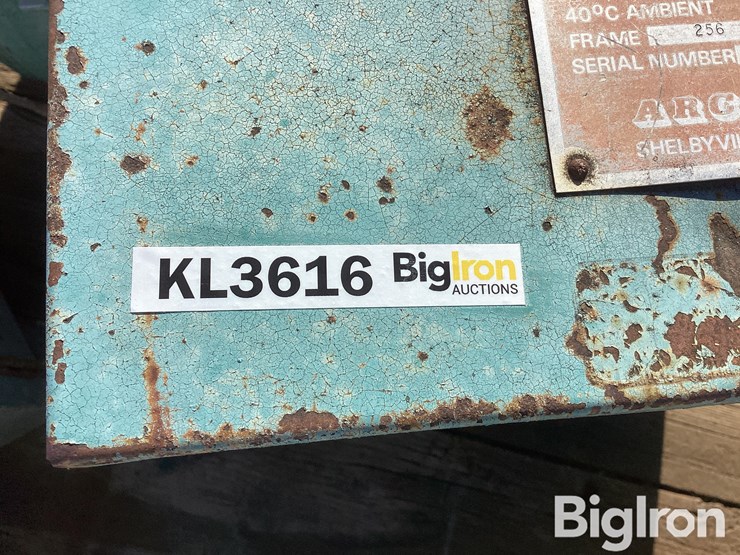 40°C AMBIENT
FRAME 256
SERIAL NUMBER
ARC
SHELBYVI
KL3616 BigIron
AUCTIONS
BigIron